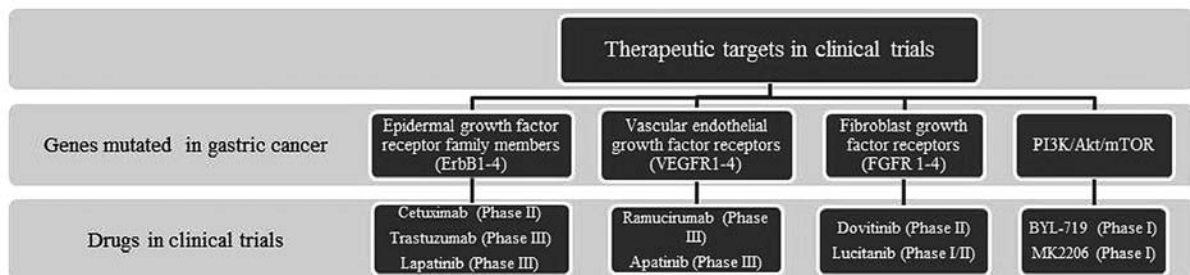 Therapeutic targets in clinical trials
Genes mutated in gastric cancer
Epidermal growth factor
receptor family members
(ErbB1-4)
Vascular endothelial
growth factor receptors
(VEGFR1-4)
Fibroblast growth
factor receptors
(FGFR 1-4)
PI3K/Akt/mTOR
Drugs in clinical trials
Cetuximab (Phase II)
Trastuzumab (Phase III)
Lapatinib (Phase III)
Ramucirumab (Phase
III)
Apatinib (Phase III)
Dovitinib (Phase II)
Lucitanib (Phase I/II)
BYL-719 (Phase I)
MK2206 (Phase I)